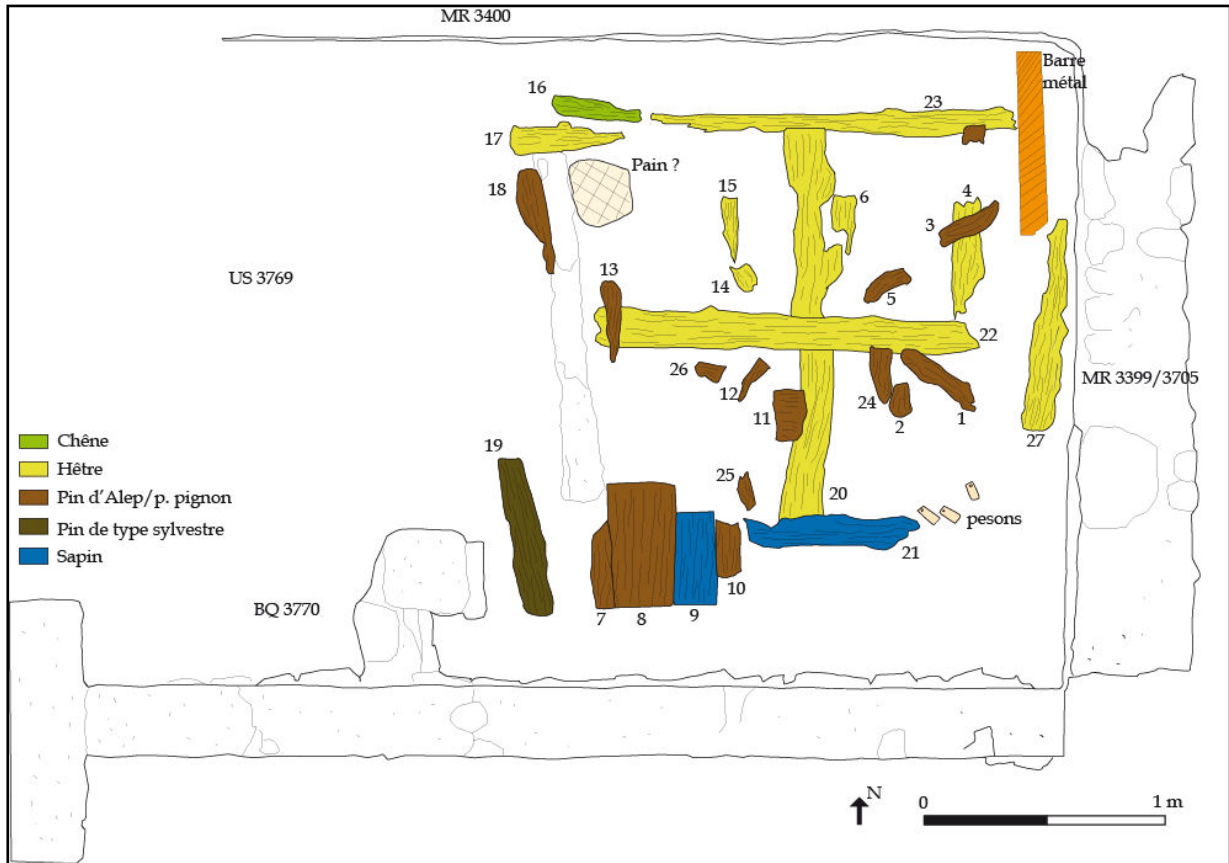 MR 3400
Barre
métal
16
23
17
Pain ?
18
15
6
4
3
US 3769
13
14
5
22
26
12
11
24
2
1
MR 3399/3705
27
Chêne
Hêtre
Pin d'Alep/p. pignon
Pin de type sylvestre
Sapin
19
25
20
pesons
21
10
BQ 3770
7
8
9
N
0
1 m